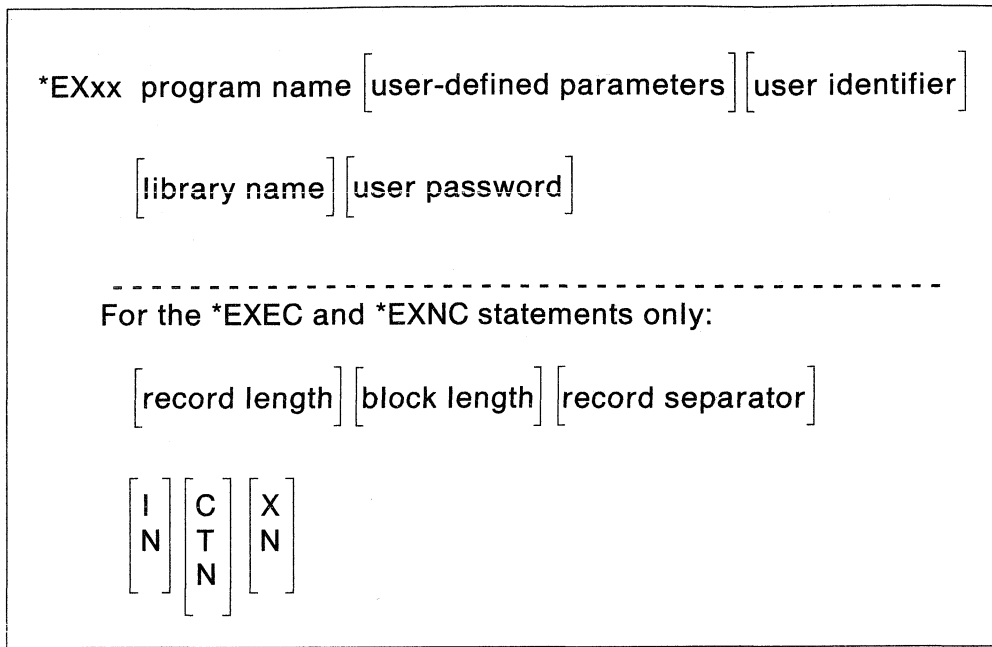 *EXxx program name [user-defined parameters] [user identifier]
[library name] [user password]
For the *EXEC and *EXNC statements only:
[record length] [block length] [record separator]
[I] [C] [X]
[N] [T] [N]
[N]